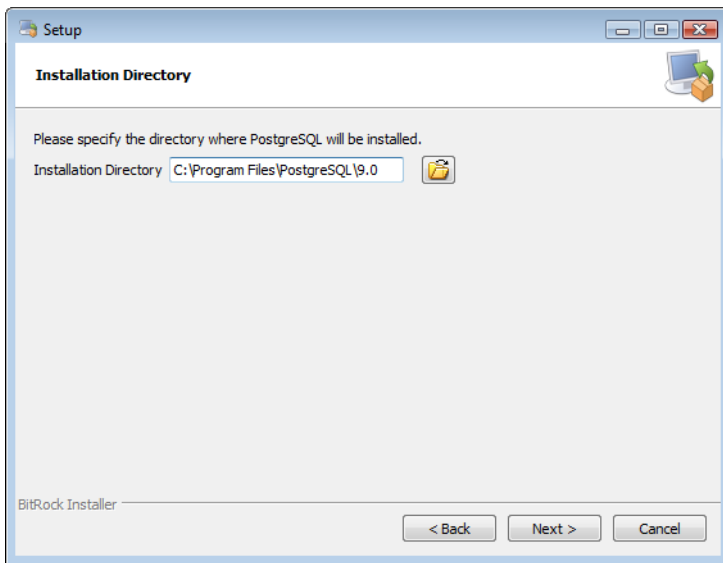 Setup
Installation Directory
Please specify the directory where PostgreSQL will be installed.
Installation Directory C:\Program Files\PostgreSQL\9.0
BitRock Installer
< Back Next > Cancel